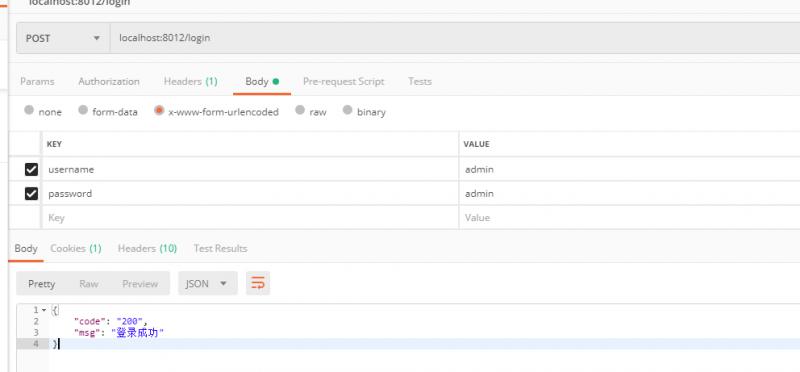 localhost:8012/login
POST localhost:8012/login
Params Authorization Headers (1) Body Pre-request Script Tests
none form-data x-www-form-urlencoded raw binary
KEY VALUE
username admin
password admin
Key Value
Body Cookies (1) Headers (10) Test Results
Pretty Raw Preview JSON
1 {
2 "code": "200",
3 "msg": "登录成功"
4 }